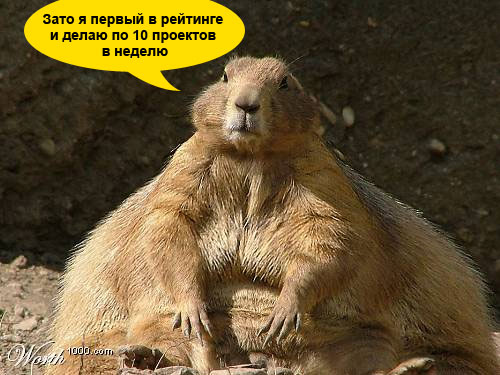 Зато я первый в рейтинге
и делаю по 10 проектов
в неделю
Worth1000.com